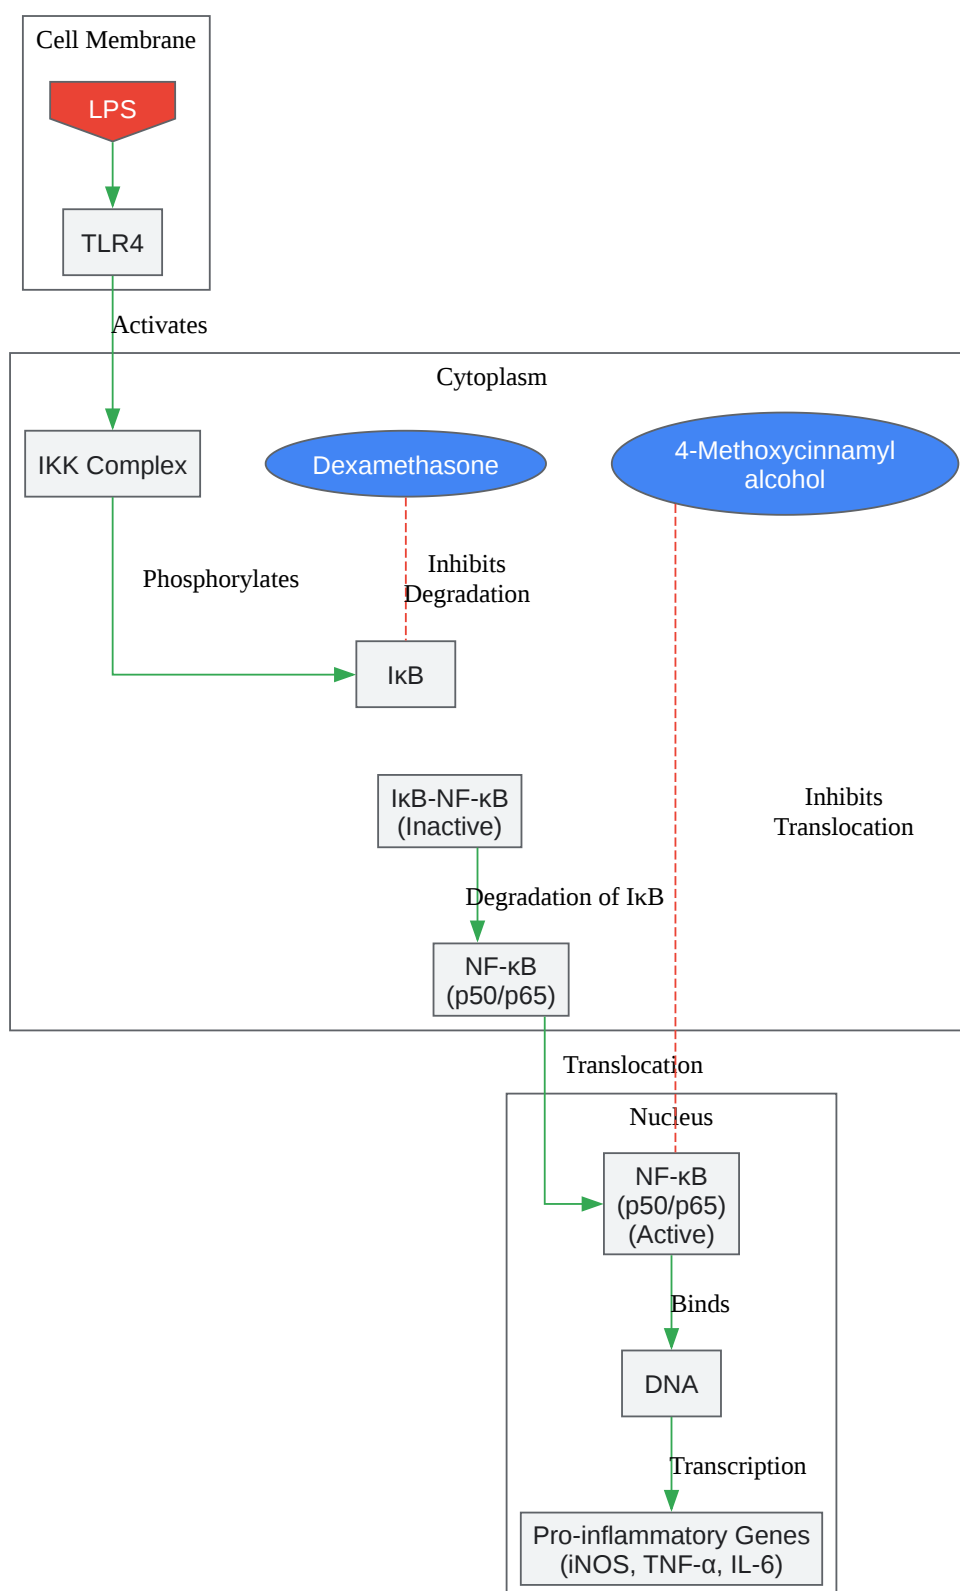 Cell Membrane
LPS
TLR4
Activates
Cytoplasm
IKK Complex
Dexamethasone
4-Methoxycinnamyl
alcohol
Phosphorylates
Inhibits
Degradation
IκB
IκB-NF-κB
(Inactive)
Inhibits
Translocation
Degradation of IκB
NF-κB
(p50/p65)
Translocation
Nucleus
NF-κB
(p50/p65)
(Active)
Binds
DNA
Transcription
Pro-inflammatory Genes
(iNOS, TNF-α, IL-6)